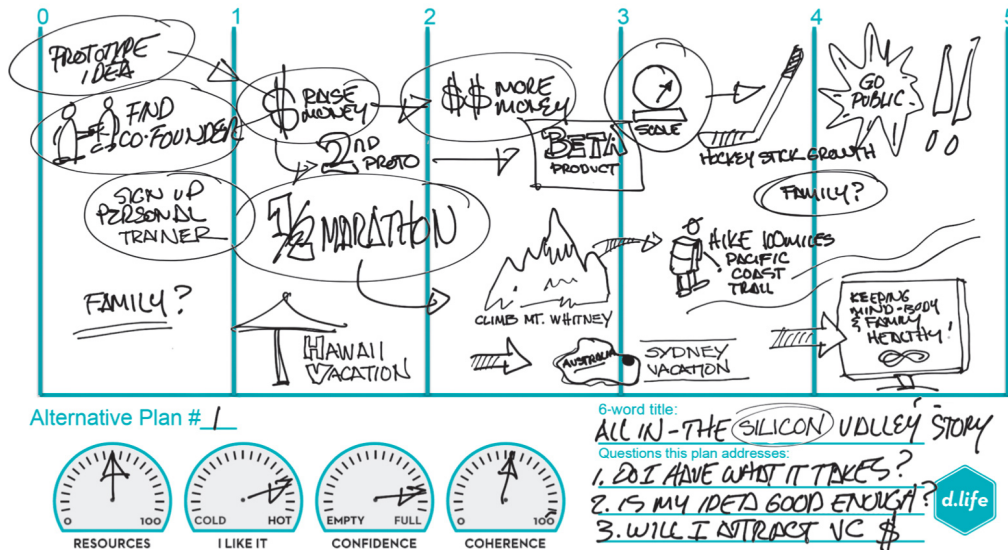 0 1 2 3 4 5
PROTOTYPE
IDEA
FIND
CO-FOUNDER
$ RAISE
MONEY
$$ MORE
MONEY
SCALE
HOCKEY STICK GROWTH
GO
PUBLIC
!!
2ND
PROTO
BETA
PRODUCT
FAMILY?
SIGN UP
PERSONAL
TRAINER
1/2 MARATHON
CLIMB MT. WHITNEY
HIKE 100 MILES
PACIFIC
COAST
TRAIL
FAMILY?
HAWAII
VACATION
AUSTRALIA
SYDNEY
VACATION
KEEPING
MIND-BODY
& FAMILY
HEALTHY!
Alternative Plan # 1
6-word title:
ALL IN-THE SILICON VALLEY STORY
Questions this plan addresses:
1. DO I HAVE WHAT IT TAKES?
2. IS MY IDEA GOOD ENOUGH?
3. WILL I ATTRACT VC $
d.life
0 100
RESOURCES
COLD HOT
I LIKE IT
EMPTY FULL
CONFIDENCE
0 100
COHERENCE